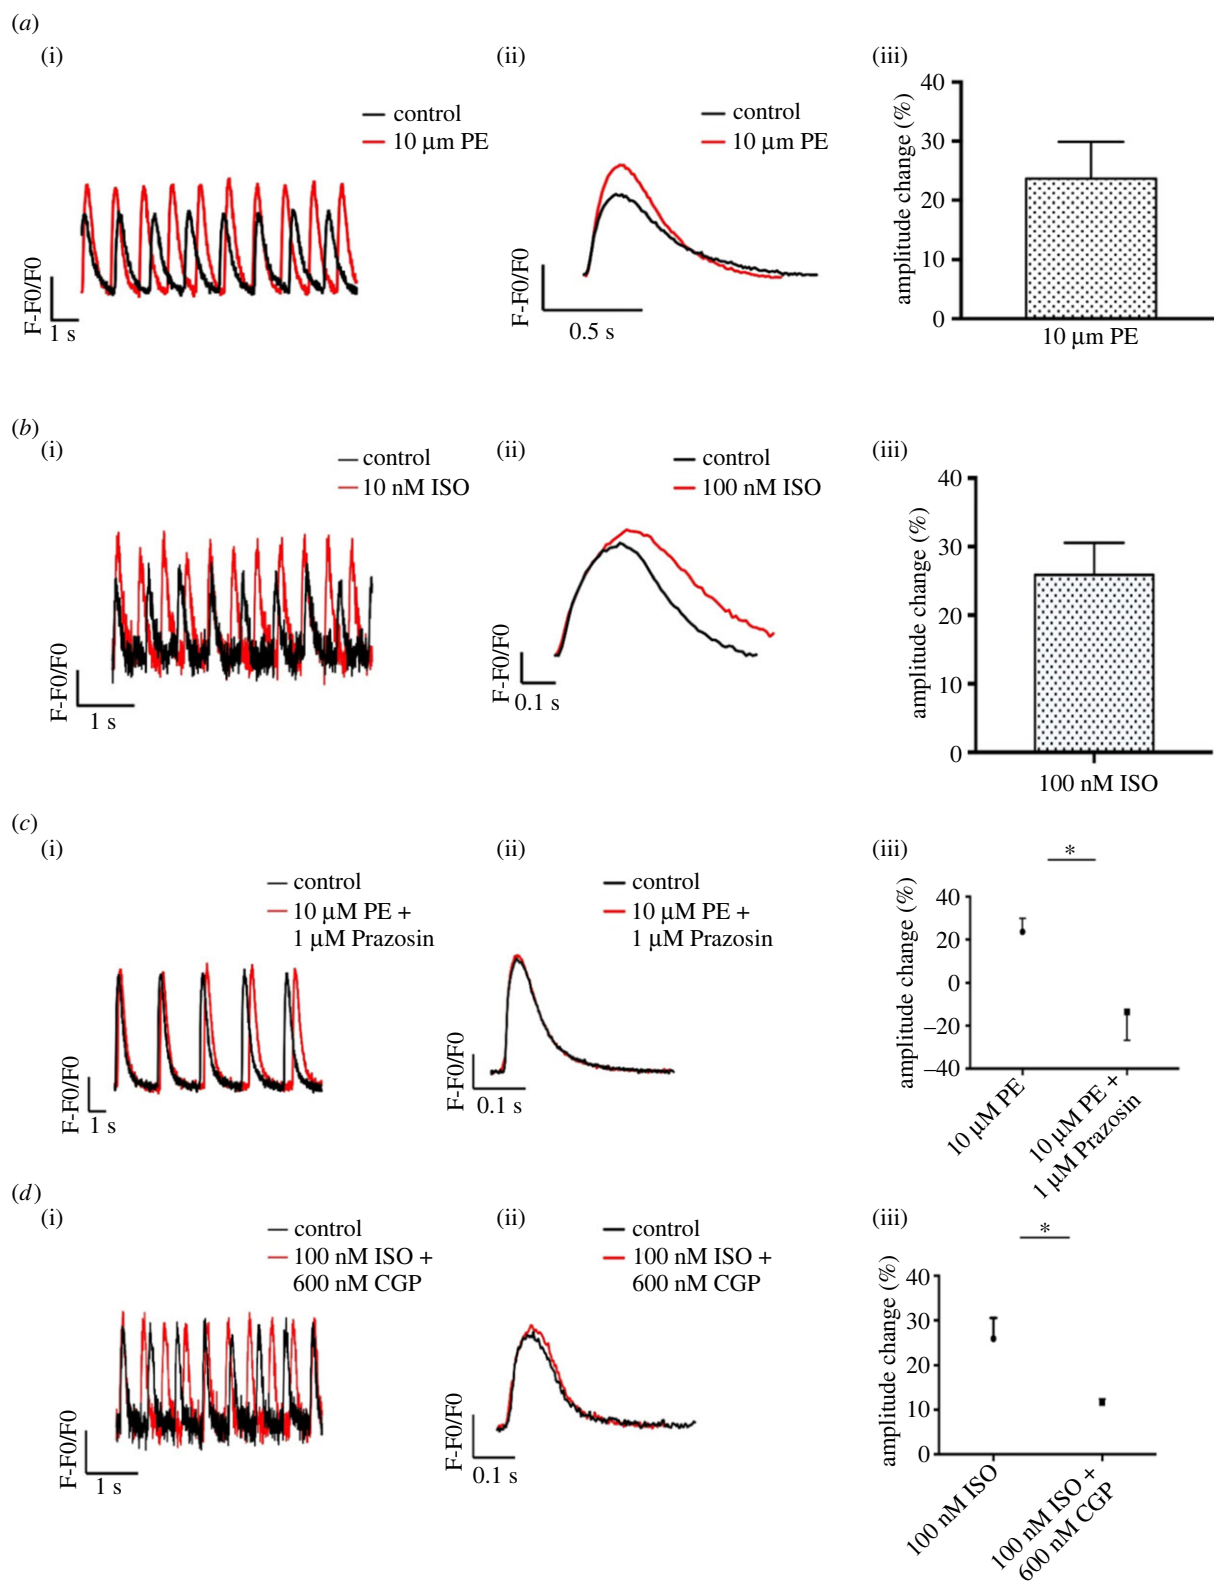 (a)
(i)
control
10 μm PE
F-F0/F0
1 s
(ii)
control
10 μm PE
F-F0/F0
0.5 s
(iii)
amplitude change (%)
40
30
20
10
0
10 μm PE
(b)
(i)
control
10 nM ISO
F-F0/F0
1 s
(ii)
control
100 nM ISO
F-F0/F0
0.1 s
(iii)
amplitude change (%)
40
30
20
10
0
100 nM ISO
(c)
(i)
control
10 μM PE +
1 μM Prazosin
F-F0/F0
1 s
(ii)
control
10 μM PE +
1 μM Prazosin
F-F0/F0
0.1 s
(iii)
*
amplitude change (%)
40
20
0
–20
–40
10 μM PE
10 μM PE +
1 μM Prazosin
(d)
(i)
control
100 nM ISO +
600 nM CGP
F-F0/F0
1 s
(ii)
control
100 nM ISO +
600 nM CGP
F-F0/F0
0.1 s
(iii)
*
amplitude change (%)
40
30
20
10
0
100 nM ISO
100 nM ISO +
600 nM CGP